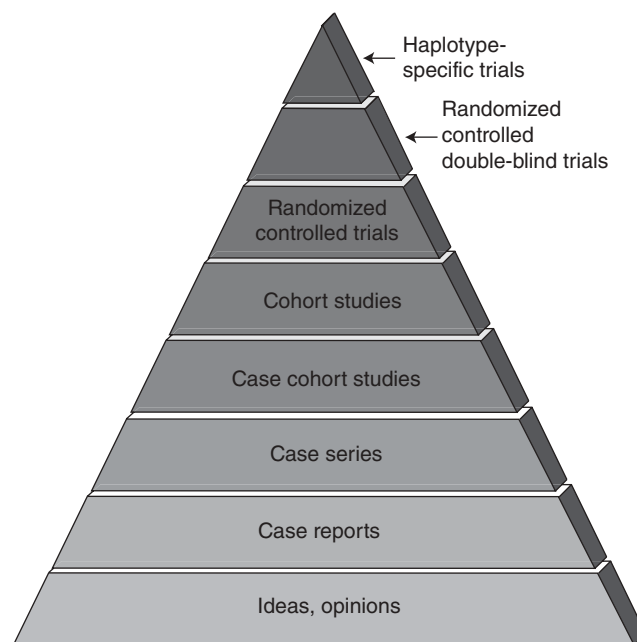 Haplotype-
specific trials
Randomized
controlled
double-blind trials
Randomized
controlled trials
Cohort studies
Case cohort studies
Case series
Case reports
Ideas, opinions